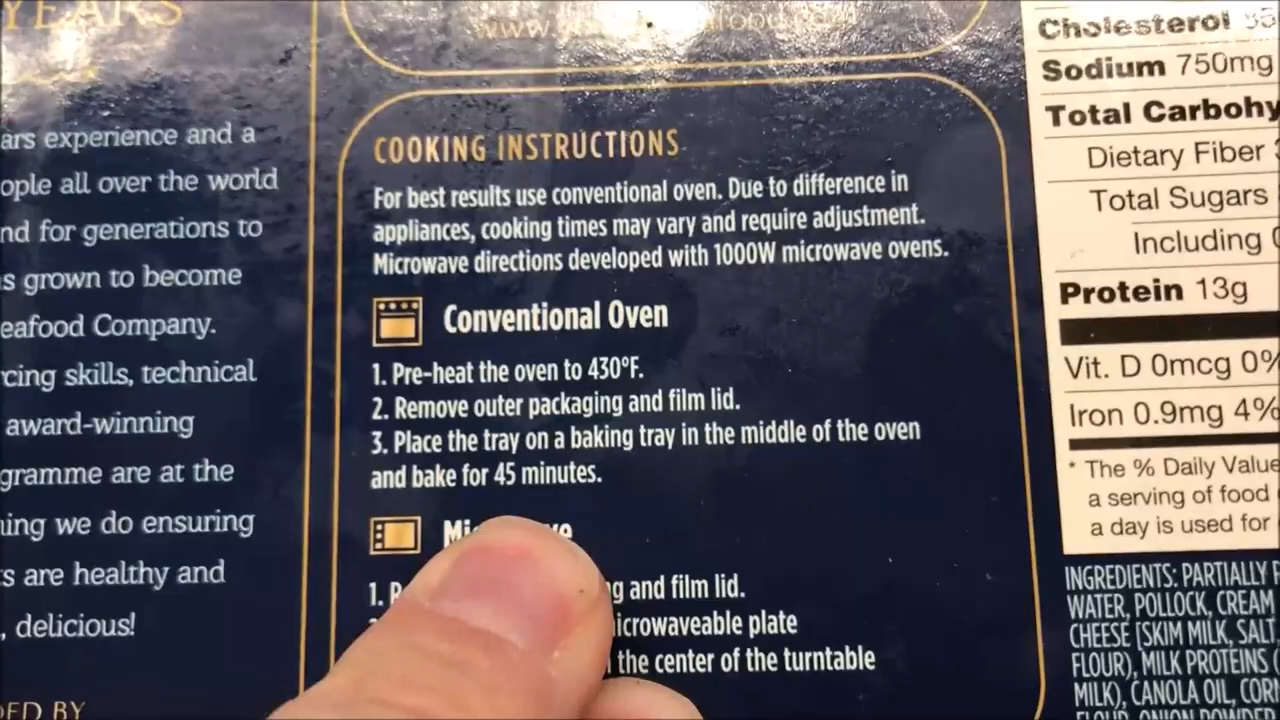 YEARS
ars experience and a
ople all over the world
nd for generations to
s grown to become
eafood Company.
cing skills, technical
award-winning
gramme are at the
ing we do ensuring
s are healthy and
, delicious!
DED BY
www.
COOKING INSTRUCTIONS
For best results use conventional oven. Due to difference in
appliances, cooking times may vary and require adjustment.
Microwave directions developed with 1000W microwave ovens.
Conventional Oven
1. Pre-heat the oven to 430°F.
2. Remove outer packaging and film lid.
3. Place the tray on a baking tray in the middle of the oven
and bake for 45 minutes.
1. and film lid.
microwaveable plate
the center of the turntable
Cholesterol
Sodium 750mg
Total Carbohy
Dietary Fiber
Total Sugars
Including
Protein 13g
Vit. D 0mcg 0%
Iron 0.9mg 4%
* The % Daily Value
a serving of food
a day is used for
INGREDIENTS: PARTIALLY
WATER, POLLOCK, CREAM
CHEESE [SKIM MILK, SALT
FLOUR), MILK PROTEINS (
MILK), CANOLA OIL, CORN
FLOUR, ONION POWDER